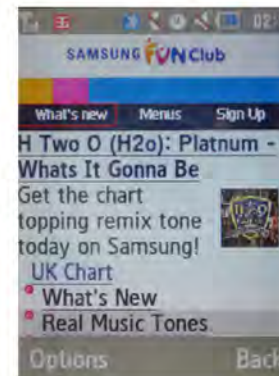 02:
SAMSUNG FUN Club
What's new Menus Sign Up
H Two O (H2o): Platnum -
Whats It Gonna Be
Get the chart
topping remix tone
today on Samsung!
UK Chart
What's New
Real Music Tones
Options Back